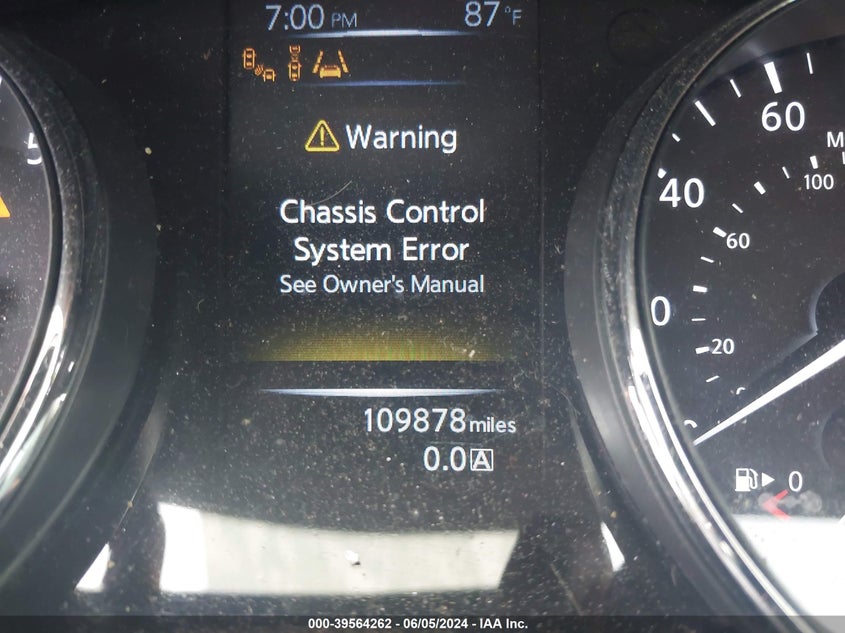 7:00 PM 87°F
Warning
Chassis Control
System Error
See Owner's Manual
109878 miles
0.0 A
5
60
40
100
60
20
0
000-39564262 - 06/05/2024 - IAA Inc.